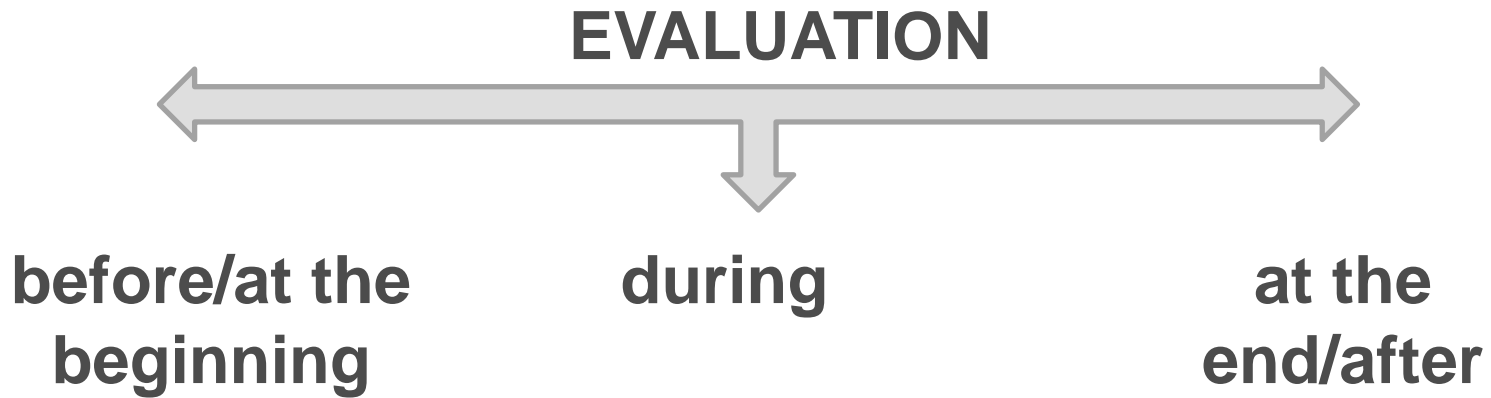 EVALUATION
before/at the
beginning
during
at the
end/after